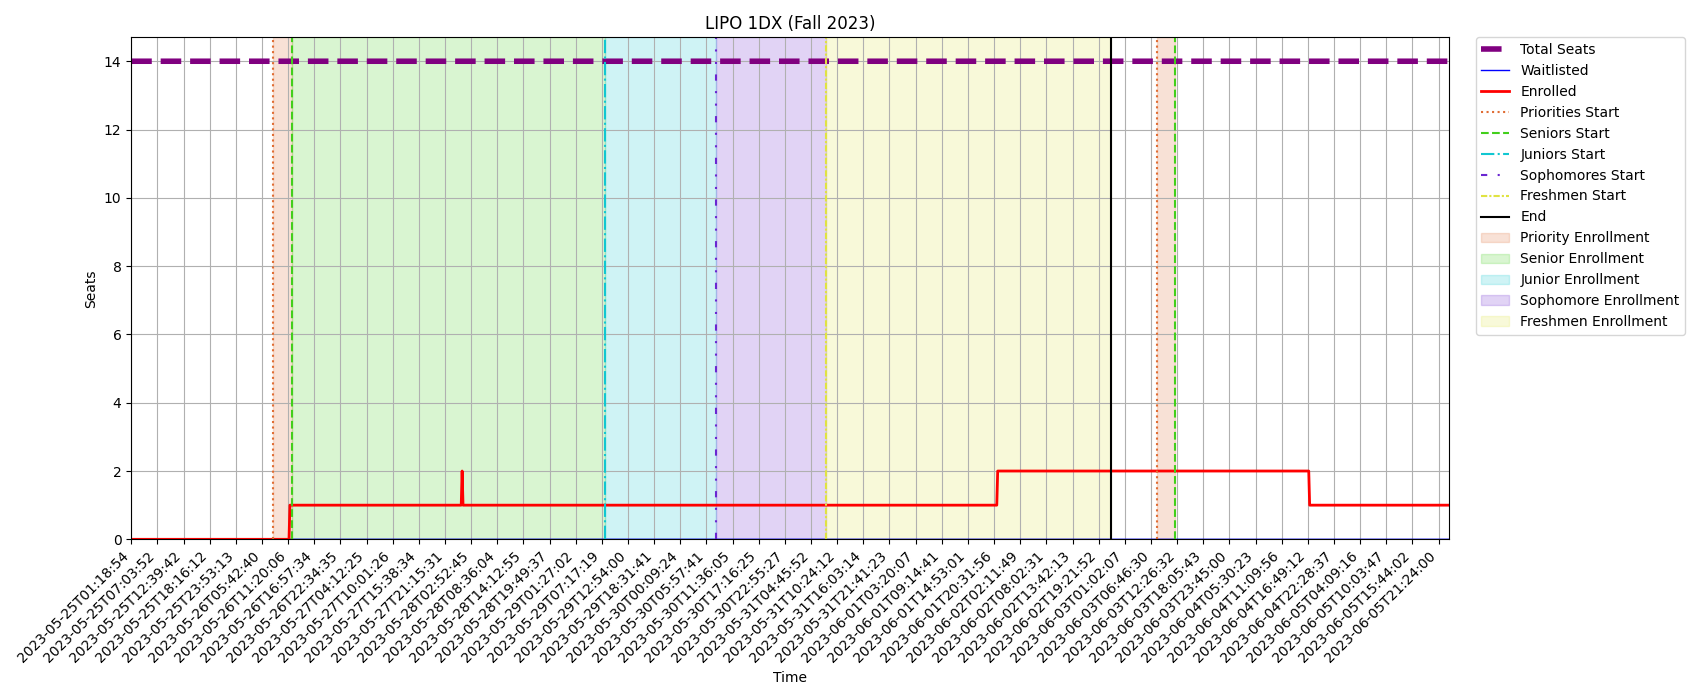 LIPO 1DX (Fall 2023)
Seats
14
12
10
8
6
4
2
0
2023-05-25T01:18:54
2023-05-25T07:03:52
2023-05-25T12:39:42
2023-05-25T18:16:12
2023-05-25T23:53:13
2023-05-26T05:42:40
2023-05-26T11:20:06
2023-05-26T16:57:34
2023-05-26T22:34:35
2023-05-27T04:12:25
2023-05-27T10:01:26
2023-05-27T15:38:34
2023-05-27T21:15:31
2023-05-28T02:52:45
2023-05-28T08:36:04
2023-05-28T14:12:55
2023-05-28T19:49:37
2023-05-29T01:27:02
2023-05-29T07:17:19
2023-05-29T12:54:00
2023-05-29T18:31:41
2023-05-30T00:09:24
2023-05-30T05:57:41
2023-05-30T11:36:05
2023-05-30T17:16:25
2023-05-30T22:55:27
2023-05-31T04:45:52
2023-05-31T10:24:12
2023-05-31T16:03:14
2023-05-31T21:41:23
2023-06-01T03:20:07
2023-06-01T09:14:41
2023-06-01T14:53:01
2023-06-01T20:31:56
2023-06-02T02:11:49
2023-06-02T08:02:31
2023-06-02T13:42:13
2023-06-02T19:21:52
2023-06-03T01:02:07
2023-06-03T06:46:30
2023-06-03T12:26:32
2023-06-03T18:05:43
2023-06-03T23:45:00
2023-06-04T05:30:23
2023-06-04T11:09:56
2023-06-04T16:49:12
2023-06-04T22:28:37
2023-06-05T04:09:16
2023-06-05T10:03:47
2023-06-05T15:44:02
2023-06-05T21:24:00
Time
Total Seats
Waitlisted
Enrolled
Priorities Start
Seniors Start
Juniors Start
Sophomores Start
Freshmen Start
End
Priority Enrollment
Senior Enrollment
Junior Enrollment
Sophomore Enrollment
Freshmen Enrollment